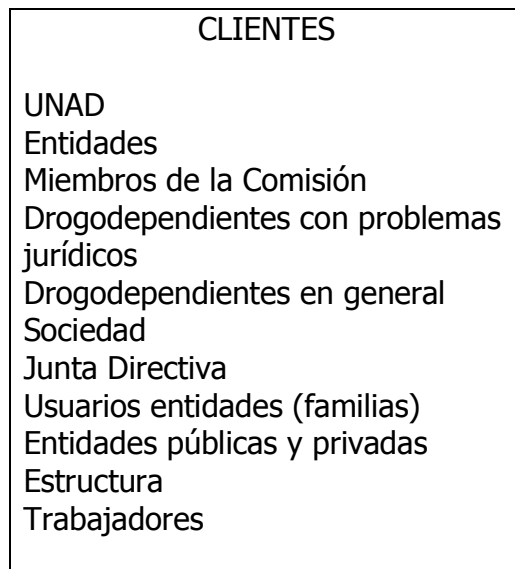 CLIENTES
UNAD
Entidades
Miembros de la Comisión
Drogodependientes con problemas
jurídicos
Drogodependientes en general
Sociedad
Junta Directiva
Usuarios entidades (familias)
Entidades públicas y privadas
Estructura
Trabajadores